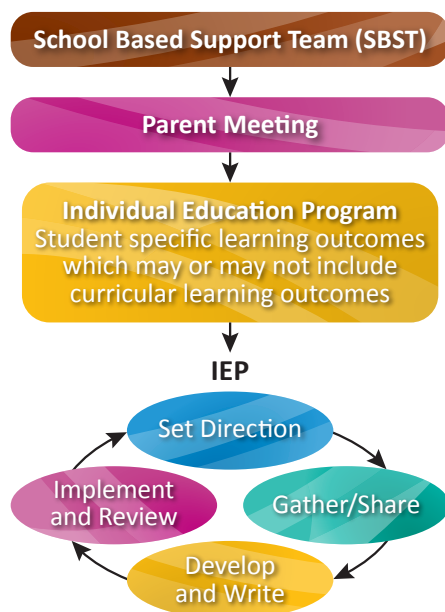 School Based Support Team (SBST)
Parent Meeting
Individual Education Program
Student specific learning outcomes
which may or may not include
curricular learning outcomes
IEP
Set Direction
Implement
and Review
Gather/Share
Develop
and Write